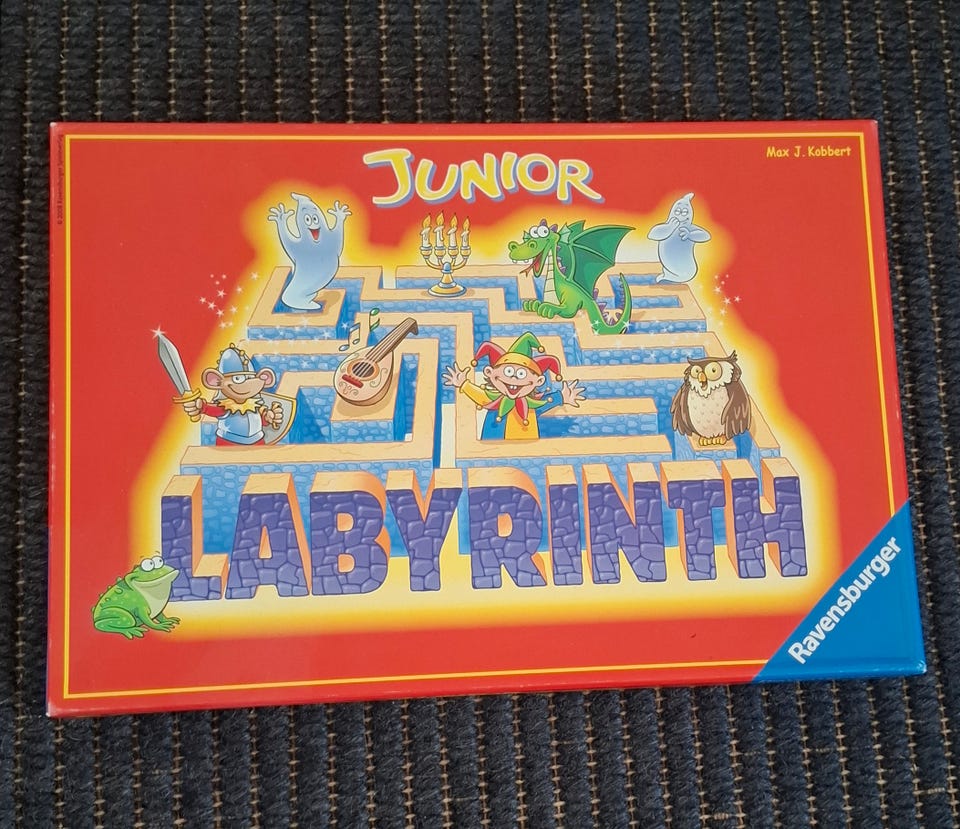 JUNIOR
Max J. Kobbert
LABYRINTH
Ravensburger